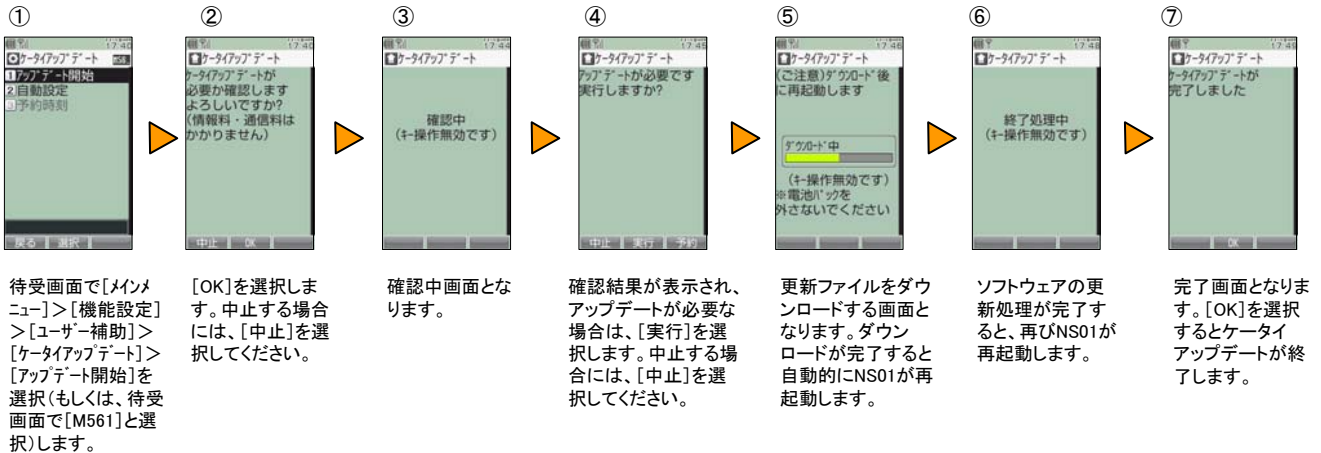 ①
17:40
ｹｰﾀｲｱｯﾌﾟﾃﾞｰﾄ
1ｱｯﾌﾟﾃﾞｰﾄ開始
2自動設定
3予約時刻
戻る 選択
待受画面で[ﾒｲﾝﾒ
ﾆｭｰ]＞[機能設定]
＞[ﾕｰｻﾞｰ補助]＞
[ｹｰﾀｲｱｯﾌﾟﾃﾞｰﾄ]＞
[ｱｯﾌﾟﾃﾞｰﾄ開始]を
選択（もしくは、待受
画面で[M561]と選
択）します。
②
17:40
ｹｰﾀｲｱｯﾌﾟﾃﾞｰﾄ
ｹｰﾀｲｱｯﾌﾟﾃﾞｰﾄが
必要か確認します
よろしいですか?
(情報料・通信料は
かかりません)
中止 OK
[OK]を選択しま
す。中止する場合
には、[中止]を選
択してください。
③
17:44
ｹｰﾀｲｱｯﾌﾟﾃﾞｰﾄ
確認中
(ｷｰ操作無効です)
確認中画面とな
ります。
④
17:45
ｹｰﾀｲｱｯﾌﾟﾃﾞｰﾄ
ｱｯﾌﾟﾃﾞｰﾄが必要です
実行しますか?
中止 実行 予約
確認結果が表示され、
アップデートが必要な
場合は、[実行]を選
択します。中止する場
合には、[中止]を選
択してください。
⑤
17:46
ｹｰﾀｲｱｯﾌﾟﾃﾞｰﾄ
(ご注意)ﾀﾞｳﾝﾛｰﾄﾞ後
に再起動します
ﾀﾞｳﾝﾛｰﾄﾞ中
(ｷｰ操作無効です)
※電池ﾊﾟｯｸを
外さないでください
更新ファイルをダウ
ンロードする画面と
なります。ダウン
ロードが完了すると
自動的にNS01が再
起動します。
⑥
17:48
ｹｰﾀｲｱｯﾌﾟﾃﾞｰﾄ
終了処理中
(ｷｰ操作無効です)
ソフトウェアの更
新処理が完了す
ると、再びNS01が
再起動します。
⑦
17:49
ｹｰﾀｲｱｯﾌﾟﾃﾞｰﾄ
ｹｰﾀｲｱｯﾌﾟﾃﾞｰﾄが
完了しました
OK
完了画面となりま
す。[OK]を選択
するとケータイ
アップデートが終
了します。